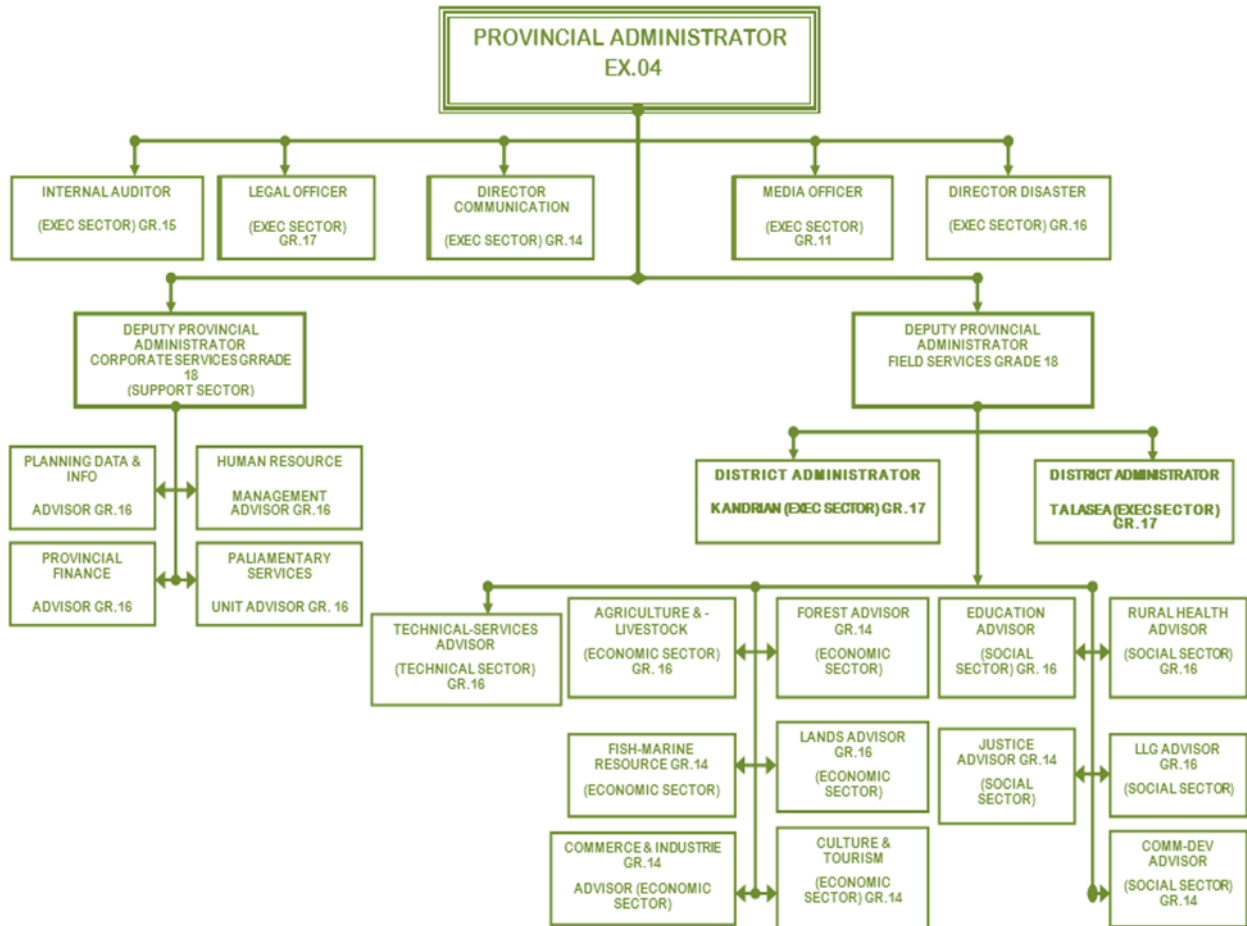 PROVINCIAL ADMINISTRATOR
EX.04
INTERNAL AUDITOR
(EXEC SECTOR) GR.15
LEGAL OFFICER
(EXEC SECTOR)
GR.17
DIRECTOR
COMMUNICATION
(EXEC SECTOR) GR.14
MEDIA OFFICER
(EXEC SECTOR)
GR.11
DIRECTOR DISASTER
(EXEC SECTOR) GR.16
DEPUTY PROVINCIAL
ADMINISTRATOR
CORPORATE SERVICES GRRADE
18
(SUPPORT SECTOR)
DEPUTY PROVINCIAL
ADMINISTRATOR
FIELD SERVICES GRADE 18
PLANNING DATA &
INFO
ADVISOR GR.16
HUMAN RESOURCE
MANAGEMENT
ADVISOR GR.16
PROVINCIAL
FINANCE
ADVISOR GR.16
PALIAMENTARY
SERVICES
UNIT ADVISOR GR. 16
DISTRICT ADMINISTRATOR
KANDRIAN (EXEC SECTOR) GR.17
DISTRICT ADMINISTRATOR
TALASEA (EXEC SECTOR)
GR.17
TECHNICAL-SERVICES
ADVISOR
(TECHNICAL SECTOR)
GR.16
AGRICULTURE & -
LIVESTOCK
(ECONOMIC SECTOR)
GR. 16
FOREST ADVISOR
GR.14
(ECONOMIC
SECTOR)
EDUCATION
ADVISOR
(SOCIAL
SECTOR) GR. 16
RURAL HEALTH
ADVISOR
(SOCIAL SECTOR)
GR.16
FISH-MARINE
RESOURCE GR.14
(ECONOMIC SECTOR)
LANDS ADVISOR
GR.16
(ECONOMIC
SECTOR)
JUSTICE
ADVISOR GR.14
(SOCIAL
SECTOR)
LLG ADVISOR
GR.16
(SOCIAL SECTOR)
COMMERCE & INDUSTRIE
GR.14
ADVISOR (ECONOMIC
SECTOR)
CULTURE &
TOURISM
(ECONOMIC
SECTOR) GR.14
COMM-DEV
ADVISOR
(SOCIAL SECTOR)
GR.14